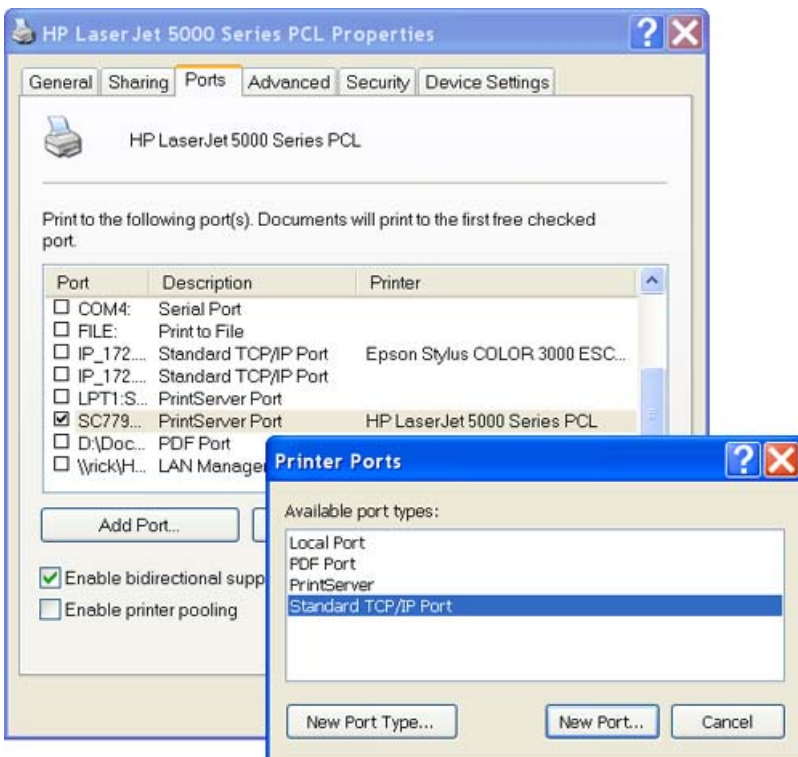 HP LaserJet 5000 Series PCL Properties
General Sharing Ports Advanced Security Device Settings
HP LaserJet 5000 Series PCL
Print to the following port(s). Documents will print to the first free checked
port.
Port Description Printer
COM4: Serial Port
FILE: Print to File
IP_172... Standard TCP/IP Port Epson Stylus COLOR 3000 ESC...
IP_172... Standard TCP/IP Port
LPT1:S... PrintServer Port
SC779... PrintServer Port HP LaserJet 5000 Series PCL
D:\Doc... PDF Port
\\rick\H... LAN Manager
Add Port...
Enable bidirectional supp
Enable printer pooling
Printer Ports
Available port types:
Local Port
PDF Port
PrintServer
Standard TCP/IP Port
New Port Type... New Port... Cancel